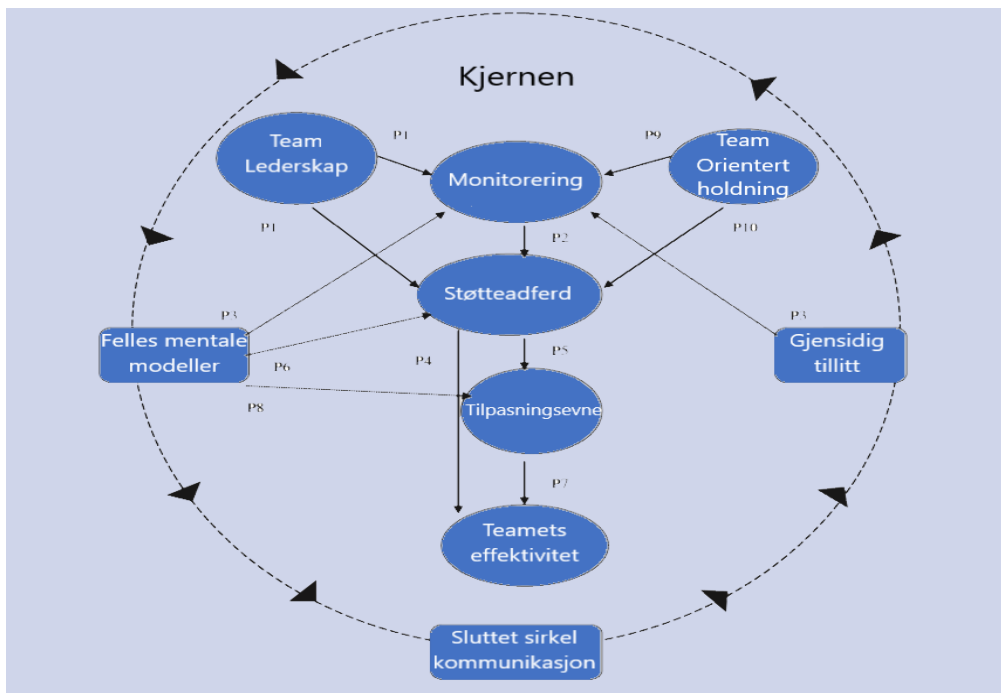 Kjernen
Team
Lederskap
P1
Monitorering
P9
Team
Orientert
holdning
P1
P2
P10
Støtteadferd
P3
P3
Felles mentale
modeller
P6
P4
P5
Gjensidig
tillitt
P8
Tilpasningsevne
P7
Teamets
effektivitet
Sluttet sirkel
kommunikasjon